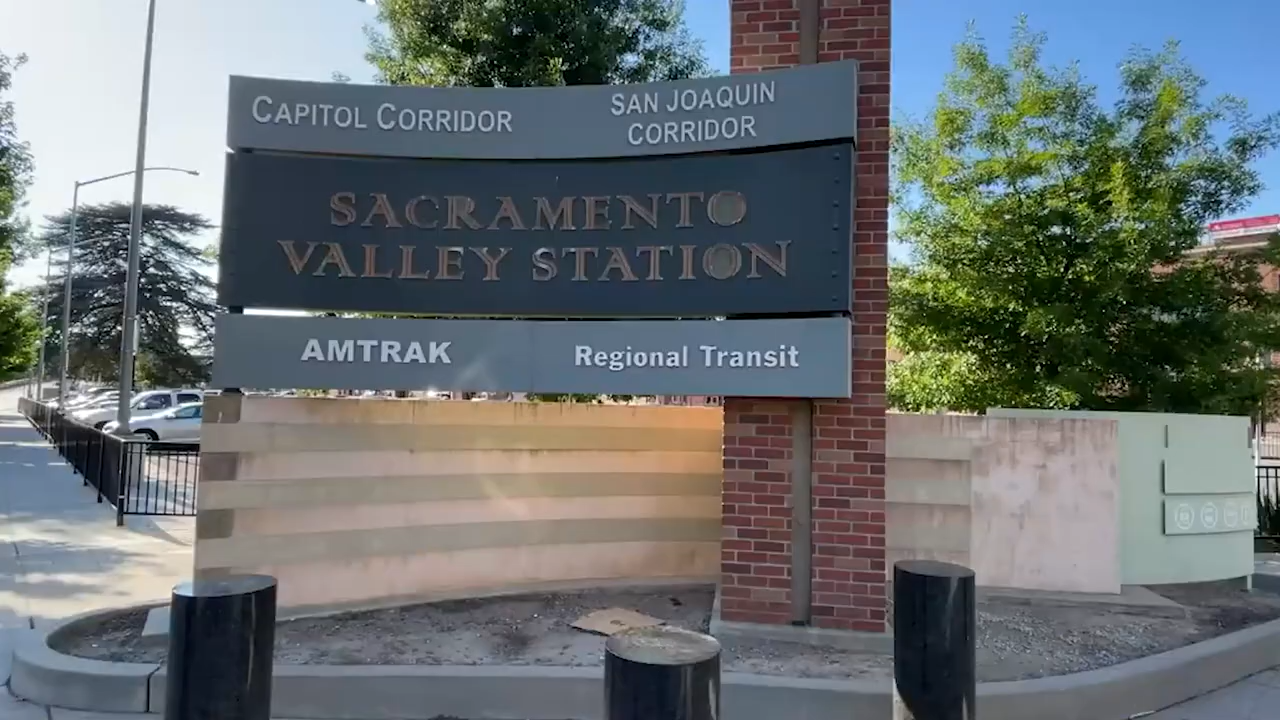 CAPITOL CORRIDOR
SAN JOAQUIN
CORRIDOR
SACRAMENTO
VALLEY STATION
AMTRAK
Regional Transit